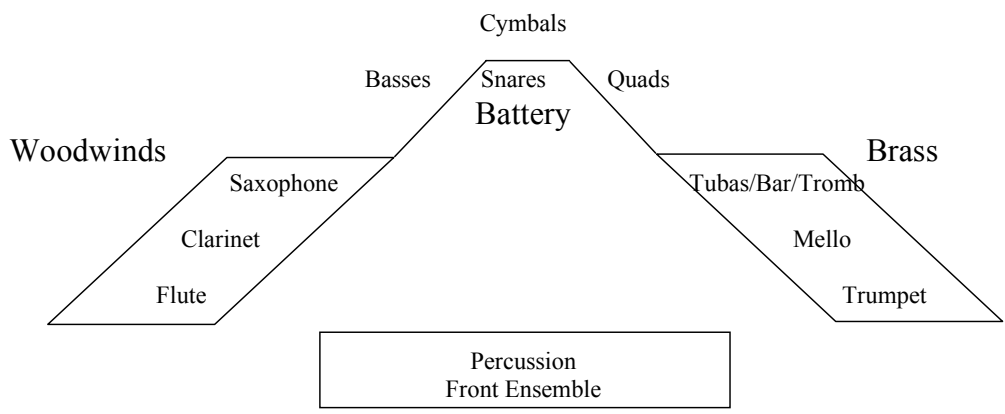 Cymbals
Basses Snares Quads
Battery
Woodwinds Brass
Saxophone Tubas/Bar/Tromb
Clarinet Mello
Flute Trumpet
Percussion
Front Ensemble